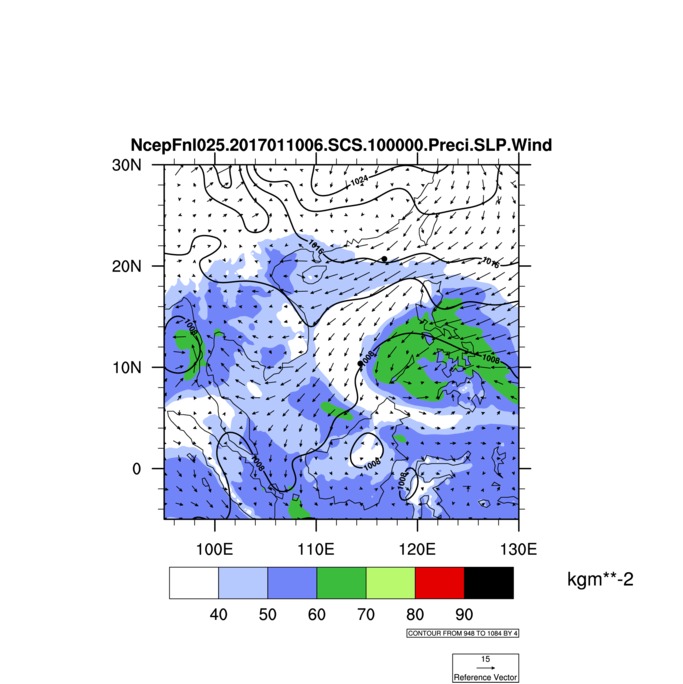 NcepFnl025.2017011006.SCS.100000.Preci.SLP.Wind
30N
1024
1016
1016
20N
1008
10N
1008
1008
1008
1008
0
1008
100E 110E 120E 130E
kgm**-2
40 50 60 70 80 90
CONTOUR FROM 948 TO 1084 BY 4
15
Reference Vector